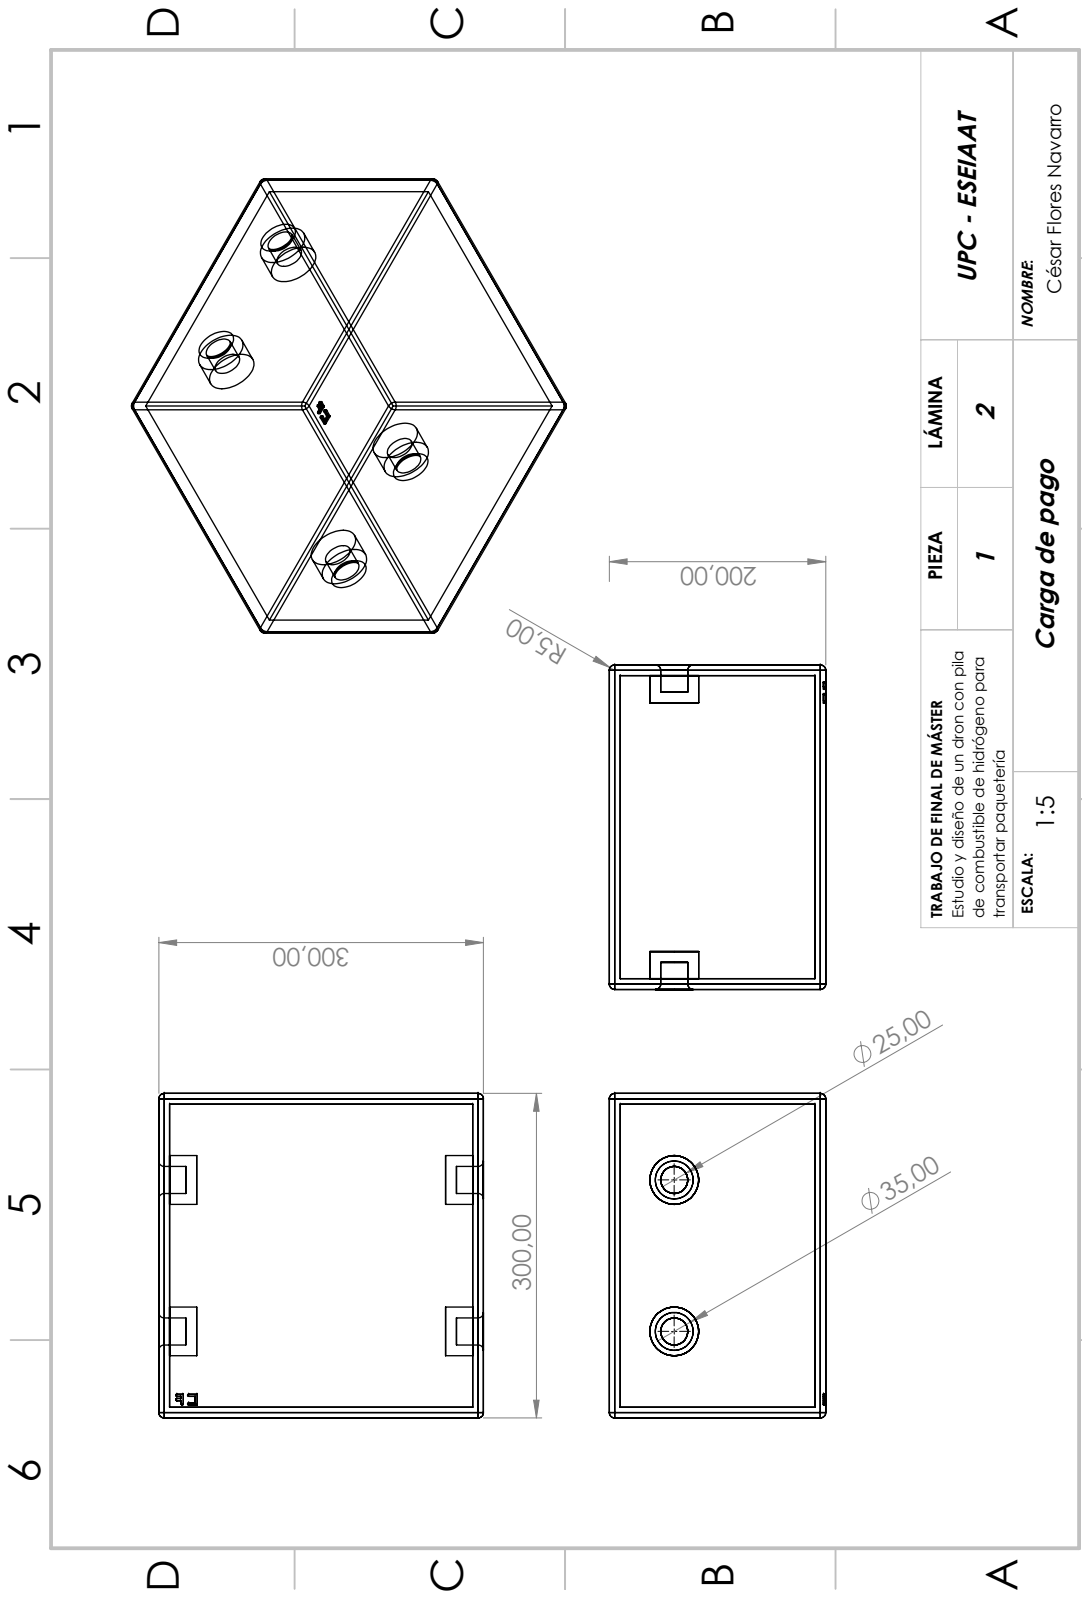 6 5 4 3 2 1
D
C
B
A
D
C
B
A
300,00
300,00
R5,00
200,00
Φ 25,00
Φ 35,00
TRABAJO DE FINAL DE MÁSTER
Estudio y diseño de un dron con pila
de combustible de hidrógeno para
transportar paquetería
PIEZA
1
LÁMINA
2
UPC - ESEIAAT
ESCALA:
1:5
Carga de pago
NOMBRE:
César Flores Navarro